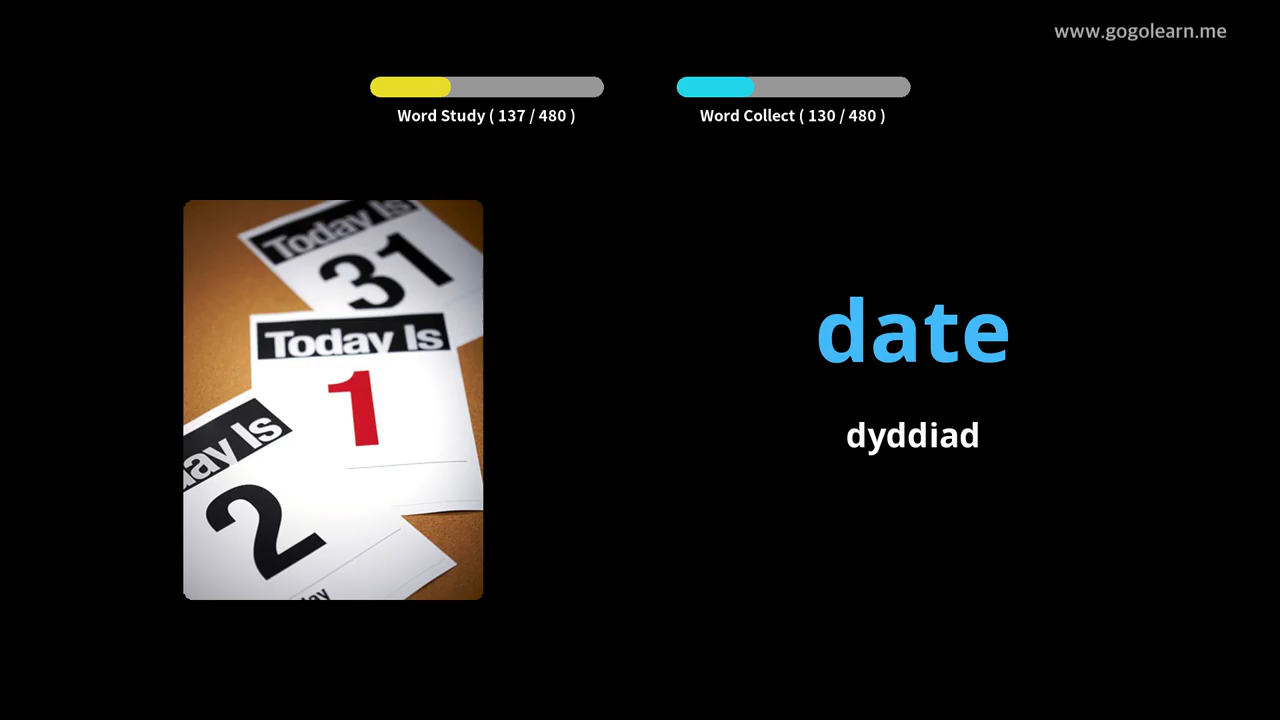 www.gogolearn.me
Word Study ( 137 / 480 )
Word Collect ( 130 / 480 )
Today Is
31
Today Is
1
ay Is
2
date
dyddiad